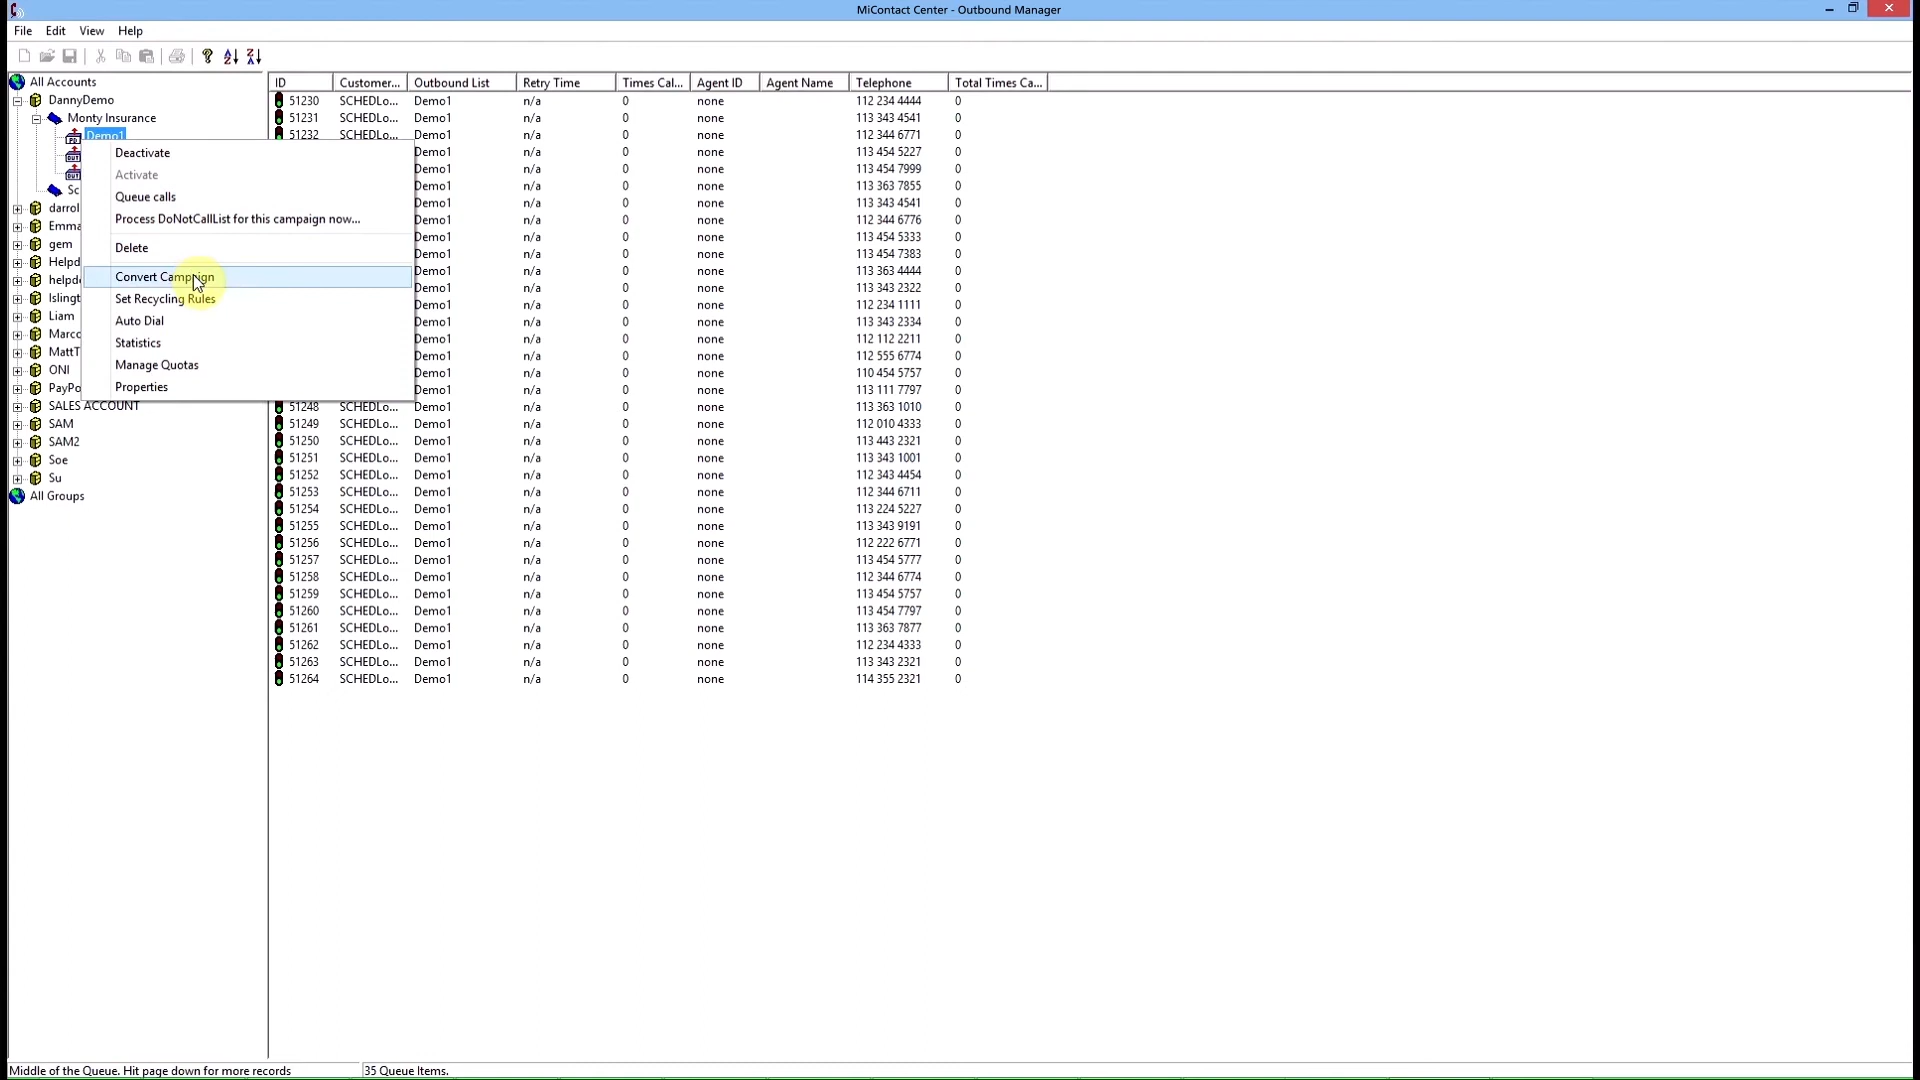 MiContact Center - Outbound Manager
File Edit View Help
All Accounts
DannyDemo
Monty Insurance
Demo1
Sc
darrol
Emma
gem
Helpd
helpde
Islingt
Liam
Marco
MattT
ONI
PayPo
SALES ACCOUNT
SAM
SAM2
Soe
Su
All Groups
Deactivate
Activate
Queue calls
Process DoNotCallList for this campaign now...
Delete
Convert Campaign
Set Recycling Rules
Auto Dial
Statistics
Manage Quotas
Properties
ID Customer... Outbound List Retry Time Times Cal... Agent ID Agent Name Telephone Total Times Ca...
51230 SCHEDLo... Demo1 n/a 0 none 112 234 4444 0
51231 SCHEDLo... Demo1 n/a 0 none 113 343 4541 0
51232 SCHEDLo... Demo1 n/a 0 none 112 344 6771 0
Demo1 n/a 0 none 113 454 5227 0
Demo1 n/a 0 none 113 454 7999 0
Demo1 n/a 0 none 113 363 7855 0
Demo1 n/a 0 none 113 343 4541 0
Demo1 n/a 0 none 112 344 6776 0
Demo1 n/a 0 none 113 454 5333 0
Demo1 n/a 0 none 113 454 7383 0
Demo1 n/a 0 none 113 363 4444 0
Demo1 n/a 0 none 113 343 2322 0
Demo1 n/a 0 none 112 234 1111 0
Demo1 n/a 0 none 113 343 2334 0
Demo1 n/a 0 none 112 112 2211 0
Demo1 n/a 0 none 112 555 6774 0
Demo1 n/a 0 none 110 454 5757 0
Demo1 n/a 0 none 113 111 7797 0
51248 SCHEDLo... Demo1 n/a 0 none 113 363 1010 0
51249 SCHEDLo... Demo1 n/a 0 none 112 010 4333 0
51250 SCHEDLo... Demo1 n/a 0 none 113 443 2321 0
51251 SCHEDLo... Demo1 n/a 0 none 113 343 1001 0
51252 SCHEDLo... Demo1 n/a 0 none 112 343 4454 0
51253 SCHEDLo... Demo1 n/a 0 none 112 344 6711 0
51254 SCHEDLo... Demo1 n/a 0 none 113 224 5227 0
51255 SCHEDLo... Demo1 n/a 0 none 113 343 9191 0
51256 SCHEDLo... Demo1 n/a 0 none 112 222 6771 0
51257 SCHEDLo... Demo1 n/a 0 none 113 454 5777 0
51258 SCHEDLo... Demo1 n/a 0 none 112 344 6774 0
51259 SCHEDLo... Demo1 n/a 0 none 113 454 5757 0
51260 SCHEDLo... Demo1 n/a 0 none 113 454 7797 0
51261 SCHEDLo... Demo1 n/a 0 none 113 363 7877 0
51262 SCHEDLo... Demo1 n/a 0 none 112 234 4333 0
51263 SCHEDLo... Demo1 n/a 0 none 113 343 2321 0
51264 SCHEDLo... Demo1 n/a 0 none 114 355 2321 0
Middle of the Queue. Hit page down for more records 35 Queue Items.